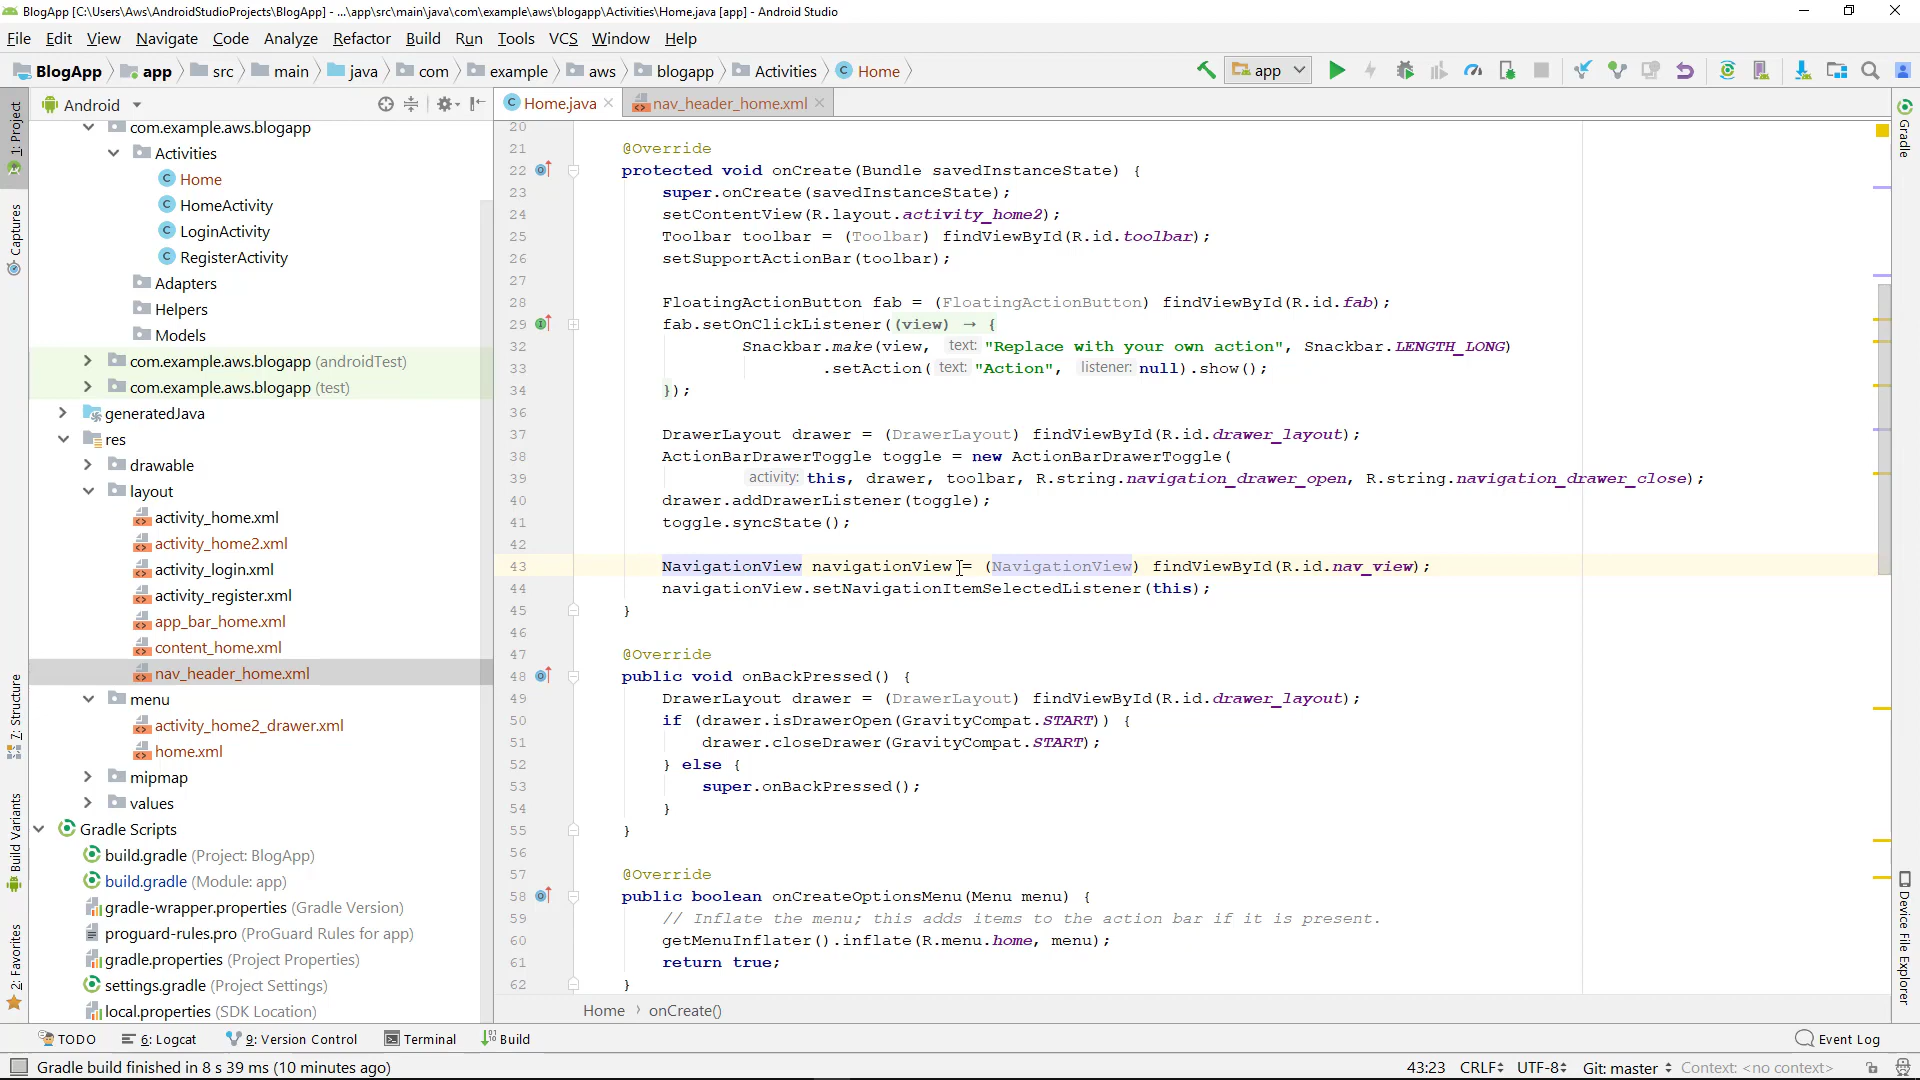 BlogApp [C:\Users\Aws\AndroidStudioProjects\BlogApp] - ...\app\src\main\java\com\example\aws\blogapp\Activities\Home.java [app] - Android Studio
File Edit View Navigate Code Analyze Refactor Build Run Tools VCS Window Help
BlogApp app src main java com example aws blogapp Activities Home
app
Android
Home.java
nav_header_home.xml
1: Project
Captures
7: Structure
Build Variants
2: Favorites
com.example.aws.blogapp
Activities
Home
HomeActivity
LoginActivity
RegisterActivity
Adapters
Helpers
Models
com.example.aws.blogapp (androidTest)
com.example.aws.blogapp (test)
generatedJava
res
drawable
layout
activity_home.xml
activity_home2.xml
activity_login.xml
activity_register.xml
app_bar_home.xml
content_home.xml
nav_header_home.xml
menu
activity_home2_drawer.xml
home.xml
mipmap
values
Gradle Scripts
build.gradle (Project: BlogApp)
build.gradle (Module: app)
gradle-wrapper.properties (Gradle Version)
proguard-rules.pro (ProGuard Rules for app)
gradle.properties (Project Properties)
settings.gradle (Project Settings)
local.properties (SDK Location)
20
21 @Override
22 protected void onCreate(Bundle savedInstanceState) {
23 super.onCreate(savedInstanceState);
24 setContentView(R.layout.activity_home2);
25 Toolbar toolbar = (Toolbar) findViewById(R.id.toolbar);
26 setSupportActionBar(toolbar);
27
28 FloatingActionButton fab = (FloatingActionButton) findViewById(R.id.fab);
29 fab.setOnClickListener((view) → {
32 Snackbar.make(view, text: "Replace with your own action", Snackbar.LENGTH_LONG)
33 .setAction( text: "Action", listener: null).show();
34 });
36
37 DrawerLayout drawer = (DrawerLayout) findViewById(R.id.drawer_layout);
38 ActionBarDrawerToggle toggle = new ActionBarDrawerToggle(
39 activity: this, drawer, toolbar, R.string.navigation_drawer_open, R.string.navigation_drawer_close);
40 drawer.addDrawerListener(toggle);
41 toggle.syncState();
42
43 NavigationView navigationView = (NavigationView) findViewById(R.id.nav_view);
44 navigationView.setNavigationItemSelectedListener(this);
45 }
46
47 @Override
48 public void onBackPressed() {
49 DrawerLayout drawer = (DrawerLayout) findViewById(R.id.drawer_layout);
50 if (drawer.isDrawerOpen(GravityCompat.START)) {
51 drawer.closeDrawer(GravityCompat.START);
52 } else {
53 super.onBackPressed();
54 }
55 }
56
57 @Override
58 public boolean onCreateOptionsMenu(Menu menu) {
59 // Inflate the menu; this adds items to the action bar if it is present.
60 getMenuInflater().inflate(R.menu.home, menu);
61 return true;
62 }
Home › onCreate()
Gradle
Device File Explorer
TODO 6: Logcat 9: Version Control Terminal Build Event Log
Gradle build finished in 8 s 39 ms (10 minutes ago) 43:23 CRLF UTF-8 Git: master Context: <no context>